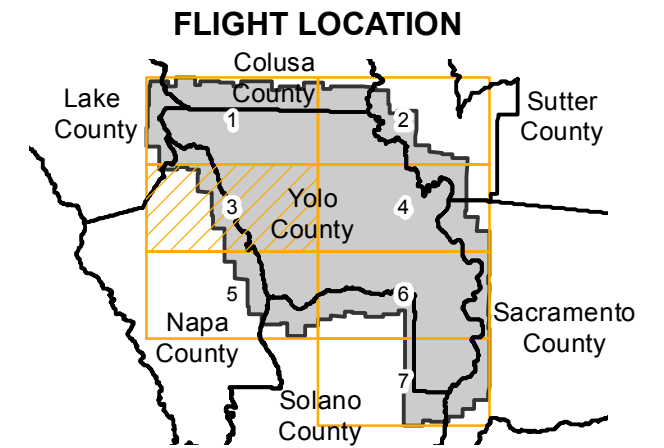 FLIGHT LOCATION
Colusa
County
Lake
County
1
2
Sutter
County
3
Yolo
County
4
5
6
Napa
County
Sacramento
County
7
Solano
County